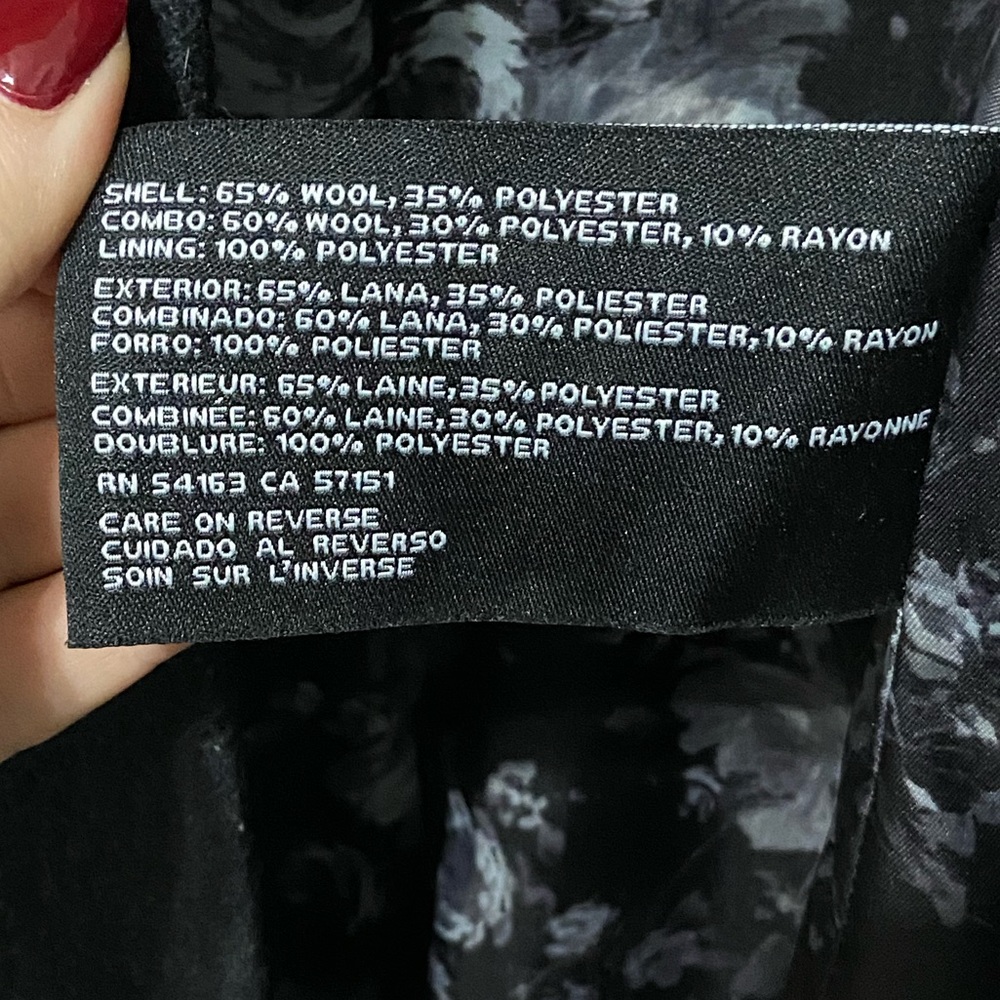 SHELL: 65% WOOL, 35% POLYESTER
COMBO: 60% WOOL, 30% POLYESTER, 10% RAYON
LINING: 100% POLYESTER
EXTERIOR: 65% LANA, 35% POLIESTER
COMBINADO: 60% LANA, 30% POLIESTER, 10% RAYON
FORRO: 100% POLIESTER
EXTERIEUR: 65% LAINE, 35% POLYESTER
COMBINÉE: 60% LAINE, 30% POLYESTER, 10% RAYONNE
DOUBLURE: 100% POLYESTER
RN 54163 CA 57151
CARE ON REVERSE
CUIDADO AL REVERSO
SOIN SUR L'INVERSE